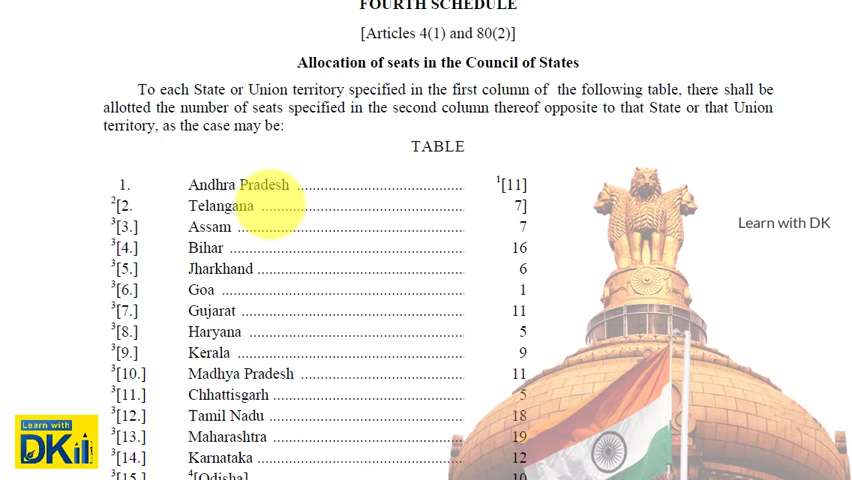 FOURTH SCHEDULE
[Articles 4(1) and 80(2)]
Allocation of seats in the Council of States
To each State or Union territory specified in the first column of the following table, there shall be
allotted the number of seats specified in the second column thereof opposite to that State or that Union
territory, as the case may be:
TABLE
1. Andhra Pradesh ........................................ 1[11]
2[2. Telangana ................................................ 7]
3[3.] Assam ...................................................... 7
3[4.] Bihar ........................................................ 16
3[5.] Jharkhand ................................................. 6
3[6.] Goa .......................................................... 1
3[7.] Gujarat ..................................................... 11
3[8.] Haryana .................................................... 5
3[9.] Kerala ...................................................... 9
3[10.] Madhya Pradesh ....................................... 11
3[11.] Chhattisgarh ............................................. 5
3[12.] Tamil Nadu .............................................. 18
3[13.] Maharashtra ............................................. 19
3[14.] Karnataka ................................................. 12
3[15.] 4[Odisha] ................................................. 10
Learn with DK
Learn with
DK